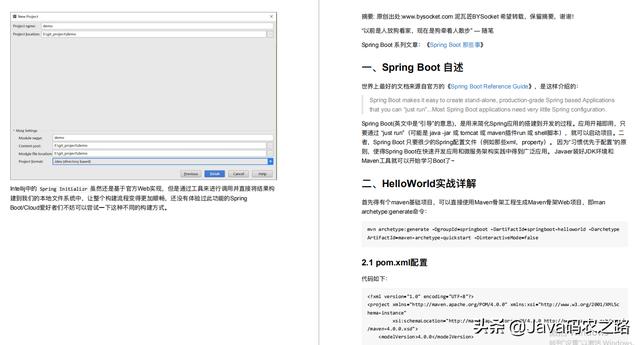 New Project
Project name: demo
Project location: E:\git_project\demo
More Settings
Module name: demo
Content root: E:\git_project\demo
Module file location: E:\git_project\demo
Project format: .idea (directory based)
Previous Finish Cancel Help
Intellij中的 Spring Initializr 虽然还是基于官方Web实现，但是通过工具来进行调用并直接将结果构
建到我们的本地文件系统中，让整个构建流程变得更加顺畅，还没有体验过此功能的Spring
Boot/Cloud爱好者们不妨可以尝试一下这种不同的构建方式。
摘要: 原创出处:www.bysocket.com 泥瓦匠BYSocket 希望转载，保留摘要，谢谢！
“以前是人放狗看家，现在是狗牵着人散步” — 随笔
Spring Boot 系列文章：《Spring Boot 那些事》
一、Spring Boot 自述
世界上最好的文档来源自官方的《Spring Boot Reference Guide》，是这样介绍的：
Spring Boot makes it easy to create stand-alone, production-grade Spring based Applications
that you can “just run”...Most Spring Boot applications need very little Spring configuration.
Spring Boot(英文中是“引导”的意思)，是用来简化Spring应用的搭建到开发的过程。应用开箱即用，只
要通过 “just run”（可能是 java -jar 或 tomcat 或 maven插件run 或 shell脚本），就可以启动项目。二
者，Spring Boot 只要很少的Spring配置文件（例如那些xml，property）。因为“习惯优先于配置”的原
则，使得Spring Boot在快速开发应用和微服务架构实践中得到广泛应用。Javaer装好JDK环境和
Maven工具就可以开始学习Boot了~
二、HelloWorld实战详解
首先得有个maven基础项目，可以直接使用Maven骨架工程生成Maven骨架Web项目，即man
archetype:generate命令：
mvn archetype:generate -DgroupId=springboot -DartifactId=springboot-helloworld -Darchetype
ArtifactId=maven-archetype-quickstart -DinteractiveMode=false
2.1 pom.xml配置
代码如下：
<?xml version="1.0" encoding="UTF-8"?>
<project xmlns="http://maven.apache.org/POM/4.0.0" xmlns:xsi="http://www.w3.org/2001/XMLSc
hema-instance"
xsi:schemaLocation="http://maven.apache.org/POM/4.0.0 http://maven.apache.org/xsd
/maven-4.0.0.xsd">
<modelVersion>4.0.0</modelVersion>
头条 @Java码农之路